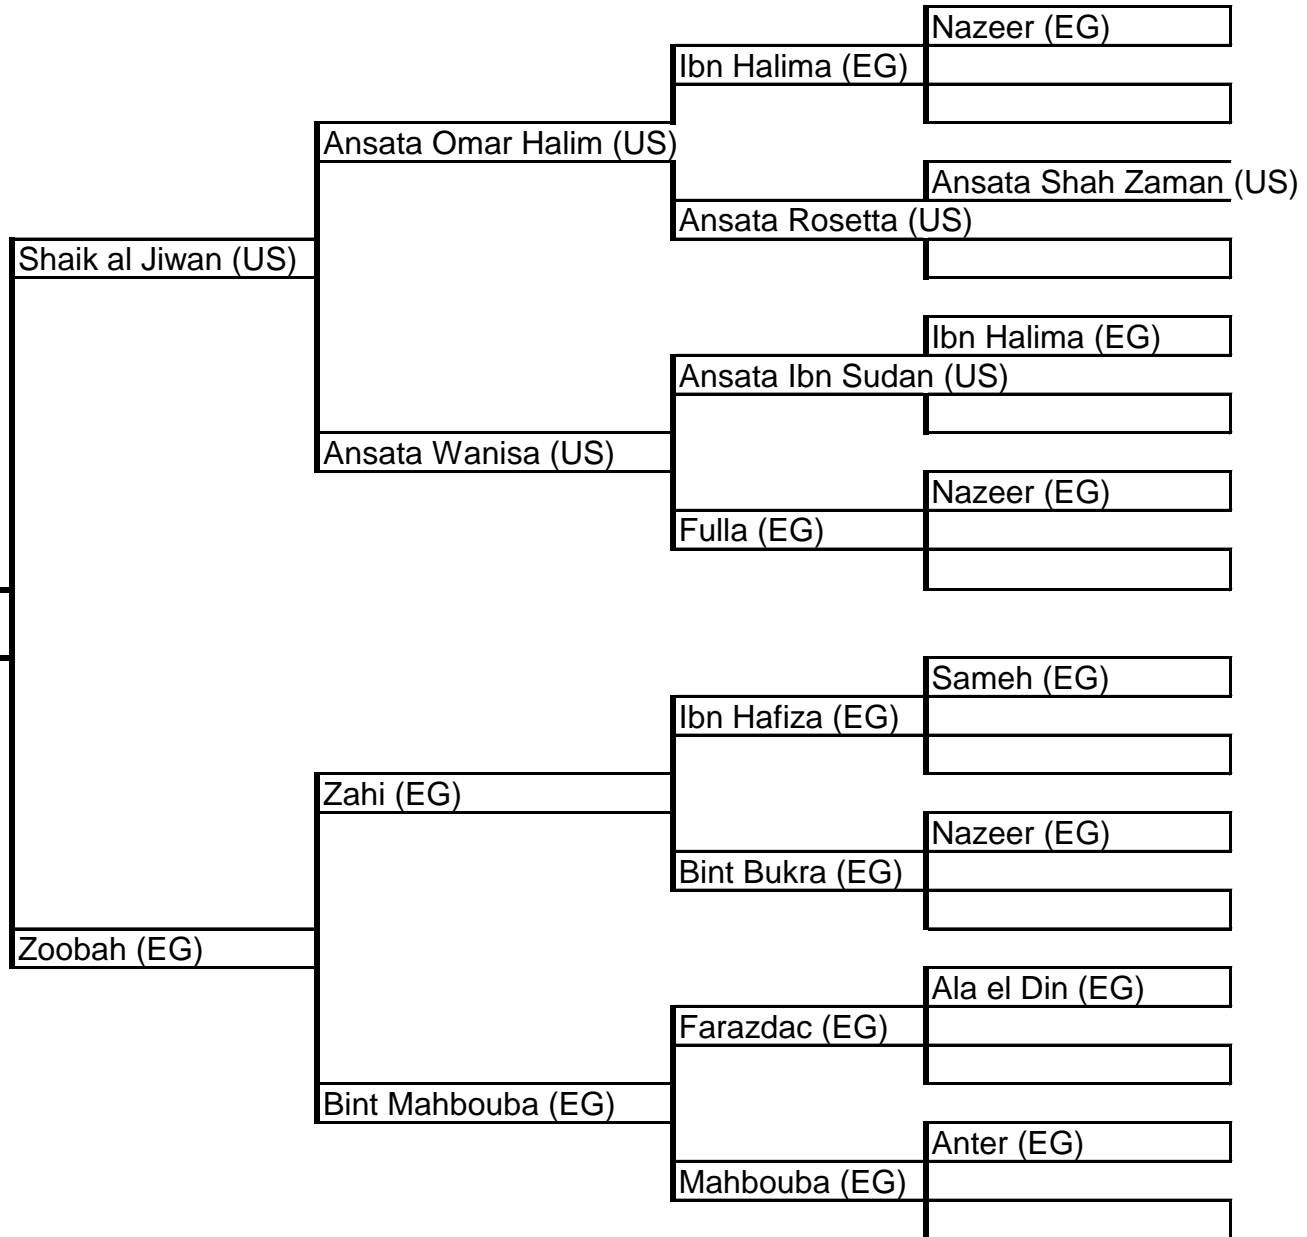 Nazeer (EG)
Ibn Halima (EG)
Ansata Omar Halim (US)
Ansata Shah Zaman (US)
Ansata Rosetta (US)
Shaik al Jiwan (US)
Ibn Halima (EG)
Ansata Ibn Sudan (US)
Ansata Wanisa (US)
Nazeer (EG)
Fulla (EG)
Sameh (EG)
Ibn Hafiza (EG)
Zahi (EG)
Nazeer (EG)
Bint Bukra (EG)
Zoobah (EG)
Ala el Din (EG)
Farazdac (EG)
Bint Mahbouba (EG)
Anter (EG)
Mahbouba (EG)